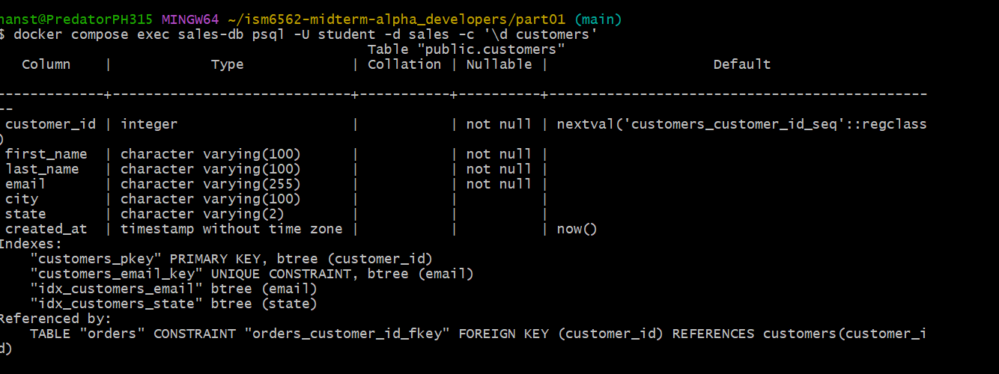 nanst@PredatorPH315 MINGW64 ~/ism6562-midterm-alpha_developers/part01 (main)
$ docker compose exec sales-db psql -U student -d sales -c '\d customers'
                                            Table "public.customers"
   Column    |            Type             | Collation | Nullable |                    Default                    
-------------+-----------------------------+-----------+----------+----------------------------------------------
--
 customer_id | integer                     |           | not null | nextval('customers_customer_id_seq'::regclass
)
 first_name  | character varying(100)      |           | not null |
 last_name   | character varying(100)      |           | not null |
 email       | character varying(255)      |           | not null |
 city        | character varying(100)      |           |          |
 state       | character varying(2)        |           |          |
 created_at  | timestamp without time zone |           |          | now()
Indexes:
    "customers_pkey" PRIMARY KEY, btree (customer_id)
    "customers_email_key" UNIQUE CONSTRAINT, btree (email)
    "idx_customers_email" btree (email)
    "idx_customers_state" btree (state)
Referenced by:
    TABLE "orders" CONSTRAINT "orders_customer_id_fkey" FOREIGN KEY (customer_id) REFERENCES customers(customer_i
d)